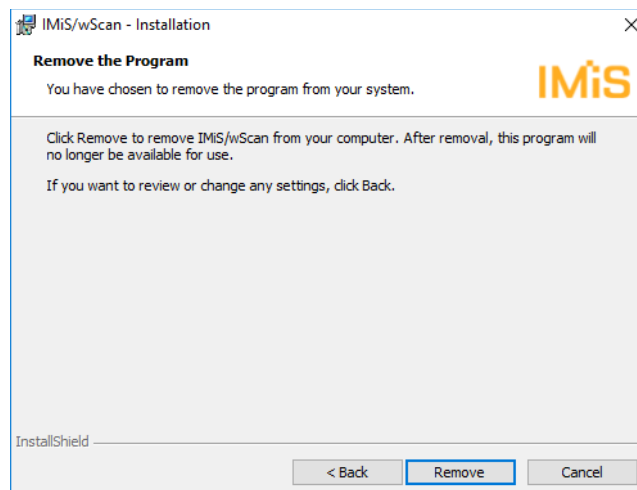 IMiS/wScan - Installation
Remove the Program
You have chosen to remove the program from your system.
IMiS
Click Remove to remove IMiS/wScan from your computer. After removal, this program will
no longer be available for use.
If you want to review or change any settings, click Back.
InstallShield
< Back
Remove
Cancel